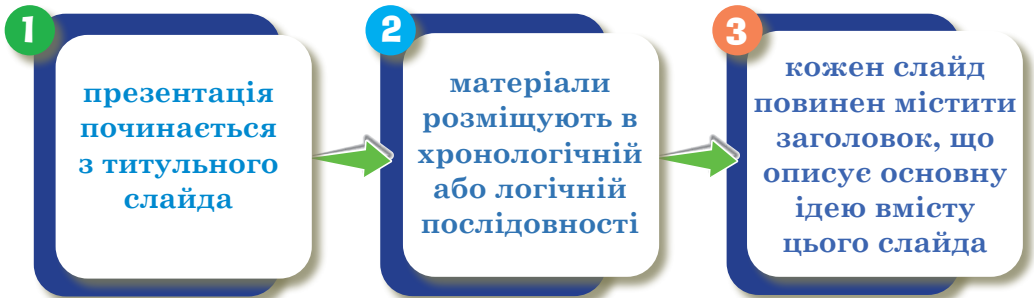 1
презентація
починається
з титульного
слайда
2
матеріали
розміщують в
хронологічній
або логічній
послідовності
3
кожен слайд
повинен містити
заголовок, що
описує основну
ідею вмісту
цього слайда